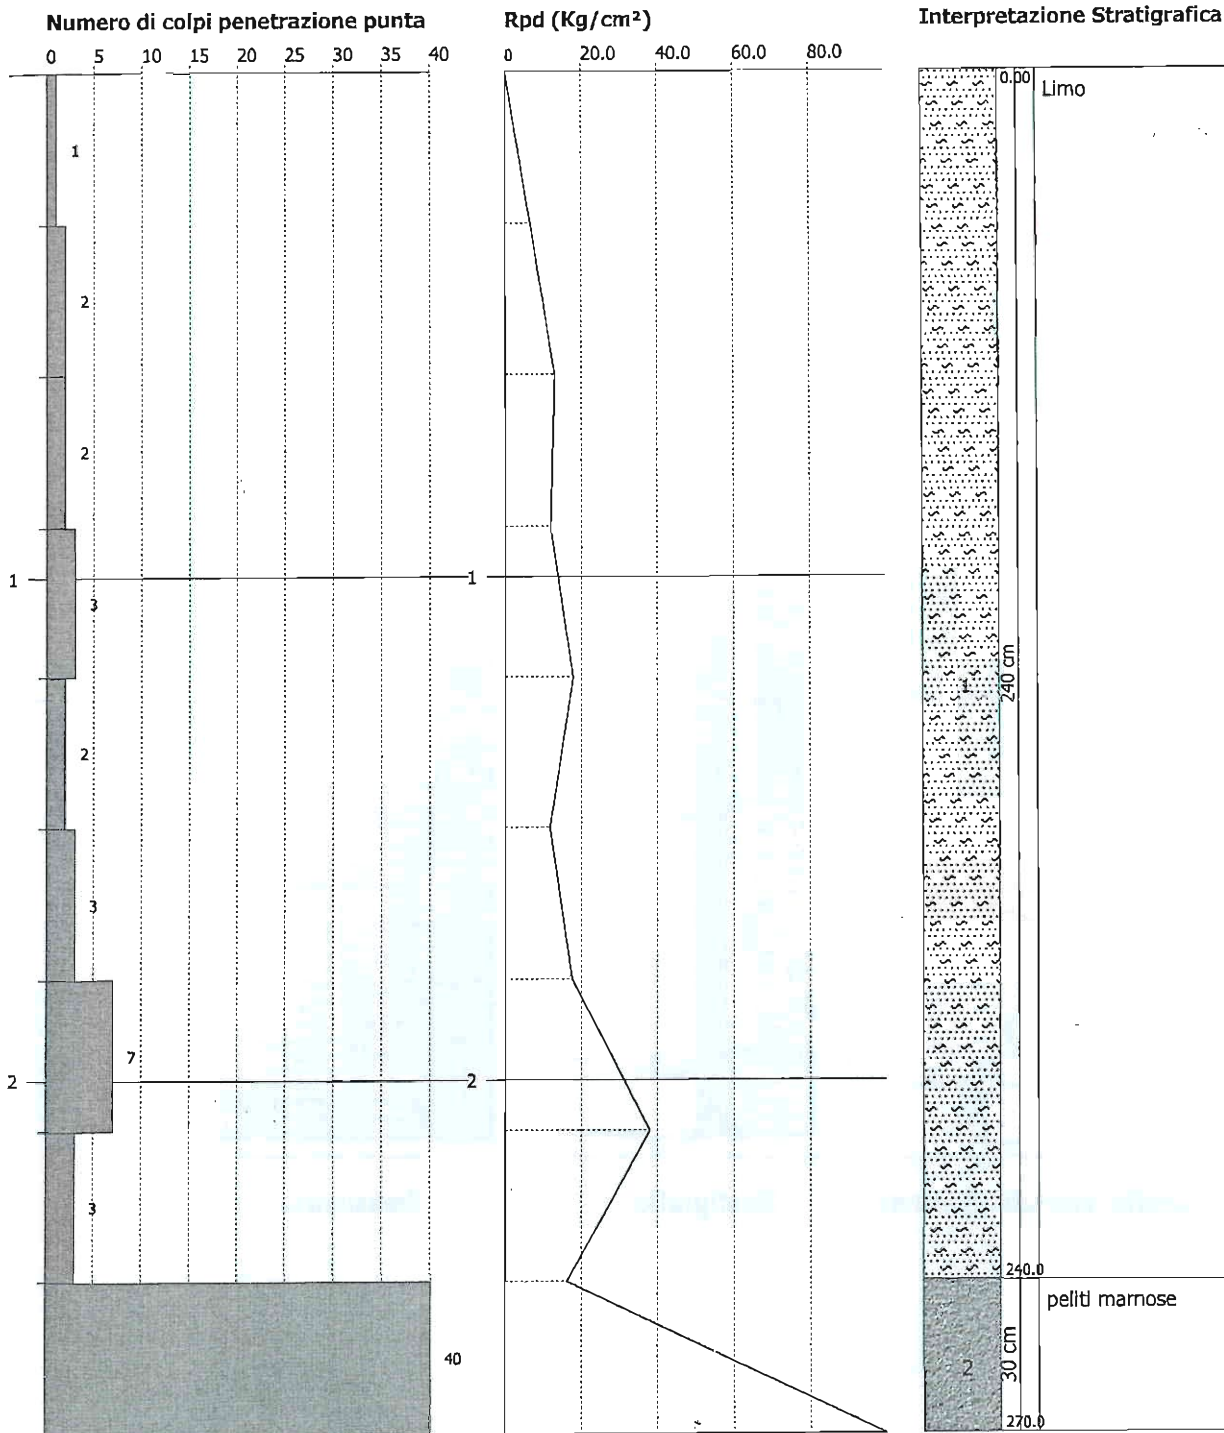 Numero di colpi penetrazione punta
0 5 10 15 20 25 30 35 40
1
2
2
1
3
2
3
7
2
3
40
Rpd (Kg/cm²)
0 20.0 40.0 60.0 80.0
1
2
Interpretazione Stratigrafica
0.00
Limo
1
240 cm
240.0
peliti marnose
2
30 cm
270.0